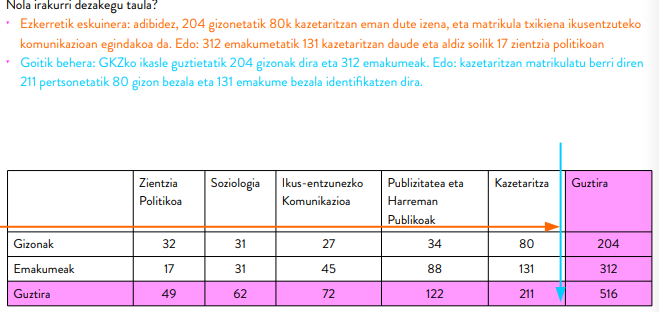 Nola irakurri dezakegu taula?
Ezkerretik eskuinera: adibidez, 204 gizonetatik 80k kazetaritzan eman dute izena, eta matrikula txikiena ikusentzuteko
komunikazioan egindakoa da. Edo: 312 emakumetatik 131 kazetaritzan daude eta aldiz soilik 17 zientzia politikoan
Goitik behera: GKZko ikasle guztietatik 204 gizonak dira eta 312 emakumeak. Edo: kazetaritzan matrikulatu berri diren
211 pertsonetatik 80 gizon bezala eta 131 emakume bezala identifikatzen dira.
Zientzia Politikoa Soziologia Ikus-entzunezko Komunikazioa Publizitatea eta Harreman Publikoak Kazetaritza Guztira
Gizonak 32 31 27 34 80 204
Emakumeak 17 31 45 88 131 312
Guztira 49 62 72 122 211 516